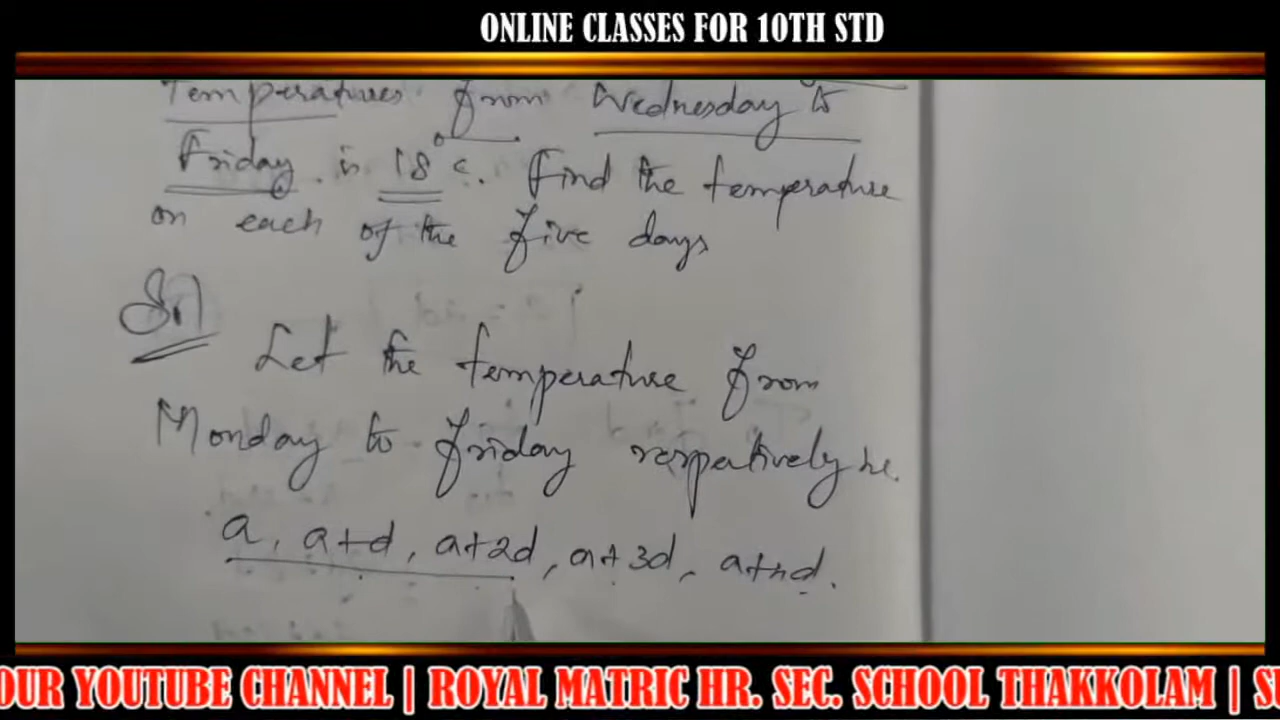 ONLINE CLASSES FOR 10TH STD
Temperatures from Wednesday to
Friday is 18° c. Find the temperature
on each of the five days
Sol
Let the temperature from
Monday to Friday respectively be.
a, a+d, a+2d, a+3d, a+4d.
OUR YOUTUBE CHANNEL | ROYAL MATRIC HR. SEC. SCHOOL THAKKOLAM |